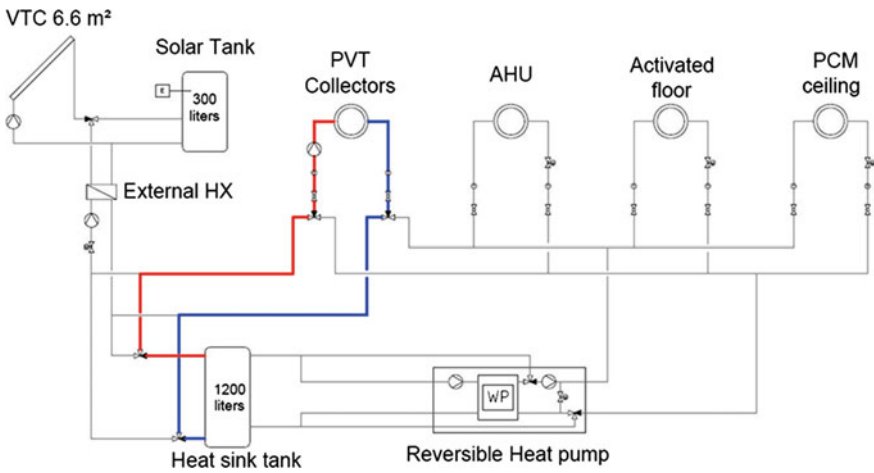 VTC 6.6 m²
Solar Tank
300
liters
E
External HX
PVT
Collectors
AHU
Activated
floor
PCM
ceiling
1200
liters
Heat sink tank
WP
Reversible Heat pump